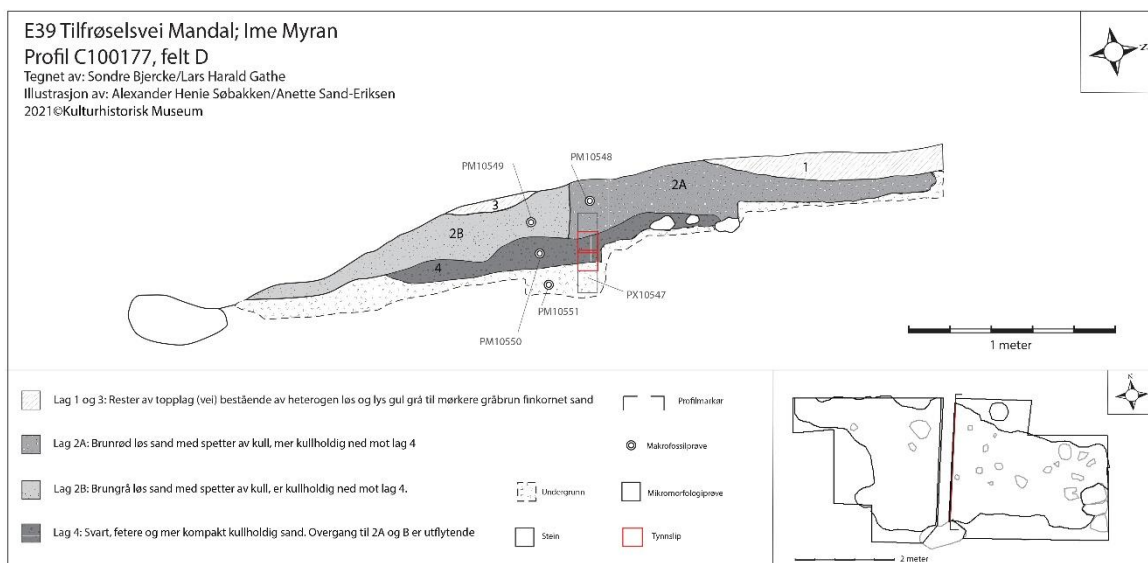 E39 Tilfrøselsvei Mandal; Ime Myran
Profil C100177, felt D
Tegnet av: Sondre Bjercke/Lars Harald Gathe
Illustrasjon av: Alexander Henie Søbakken/Anette Sand-Eriksen
2021©Kulturhistorisk Museum
N
PM10549
PM10548
1
2A
3
2B
4
PX10547
PM10551
PM10550
1 meter
Lag 1 og 3: Rester av topplag (vei) bestående av heterogen løs og lys gul grå til mørkere gråbrun finkornet sand
Lag 2A: Brunrød løs sand med spetter av kull, mer kullholdig ned mot lag 4
Lag 2B: Brungrå løs sand med spetter av kull, er kullholdig ned mot lag 4.
Lag 4: Svart, fetere og mer kompakt kullholdig sand. Overgang til 2A og B er utflytende
Profilmarkør
Makrofossilprøve
Undergrunn
Mikromorfologiprøve
Stein
Tynnslip
N
2 meter